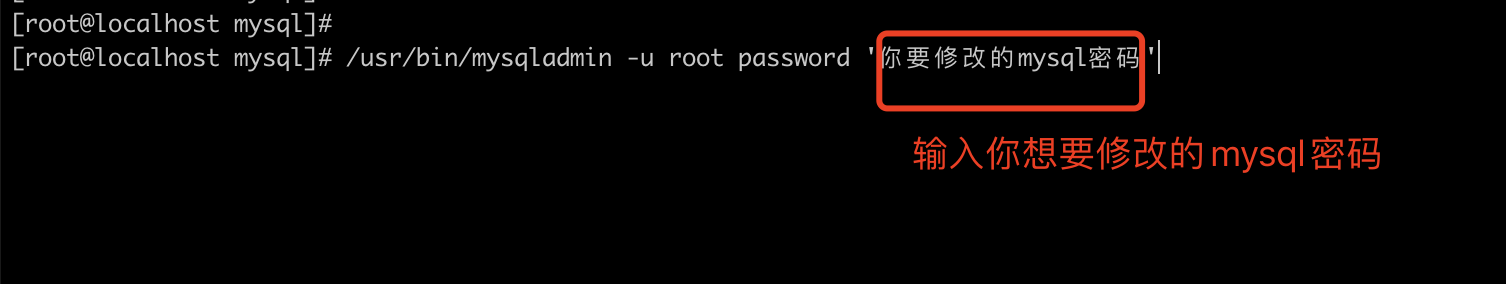 [root@localhost mysql]#
[root@localhost mysql]# /usr/bin/mysqladmin -u root password '你要修改的mysql密码'
输入你想要修改的mysql密码